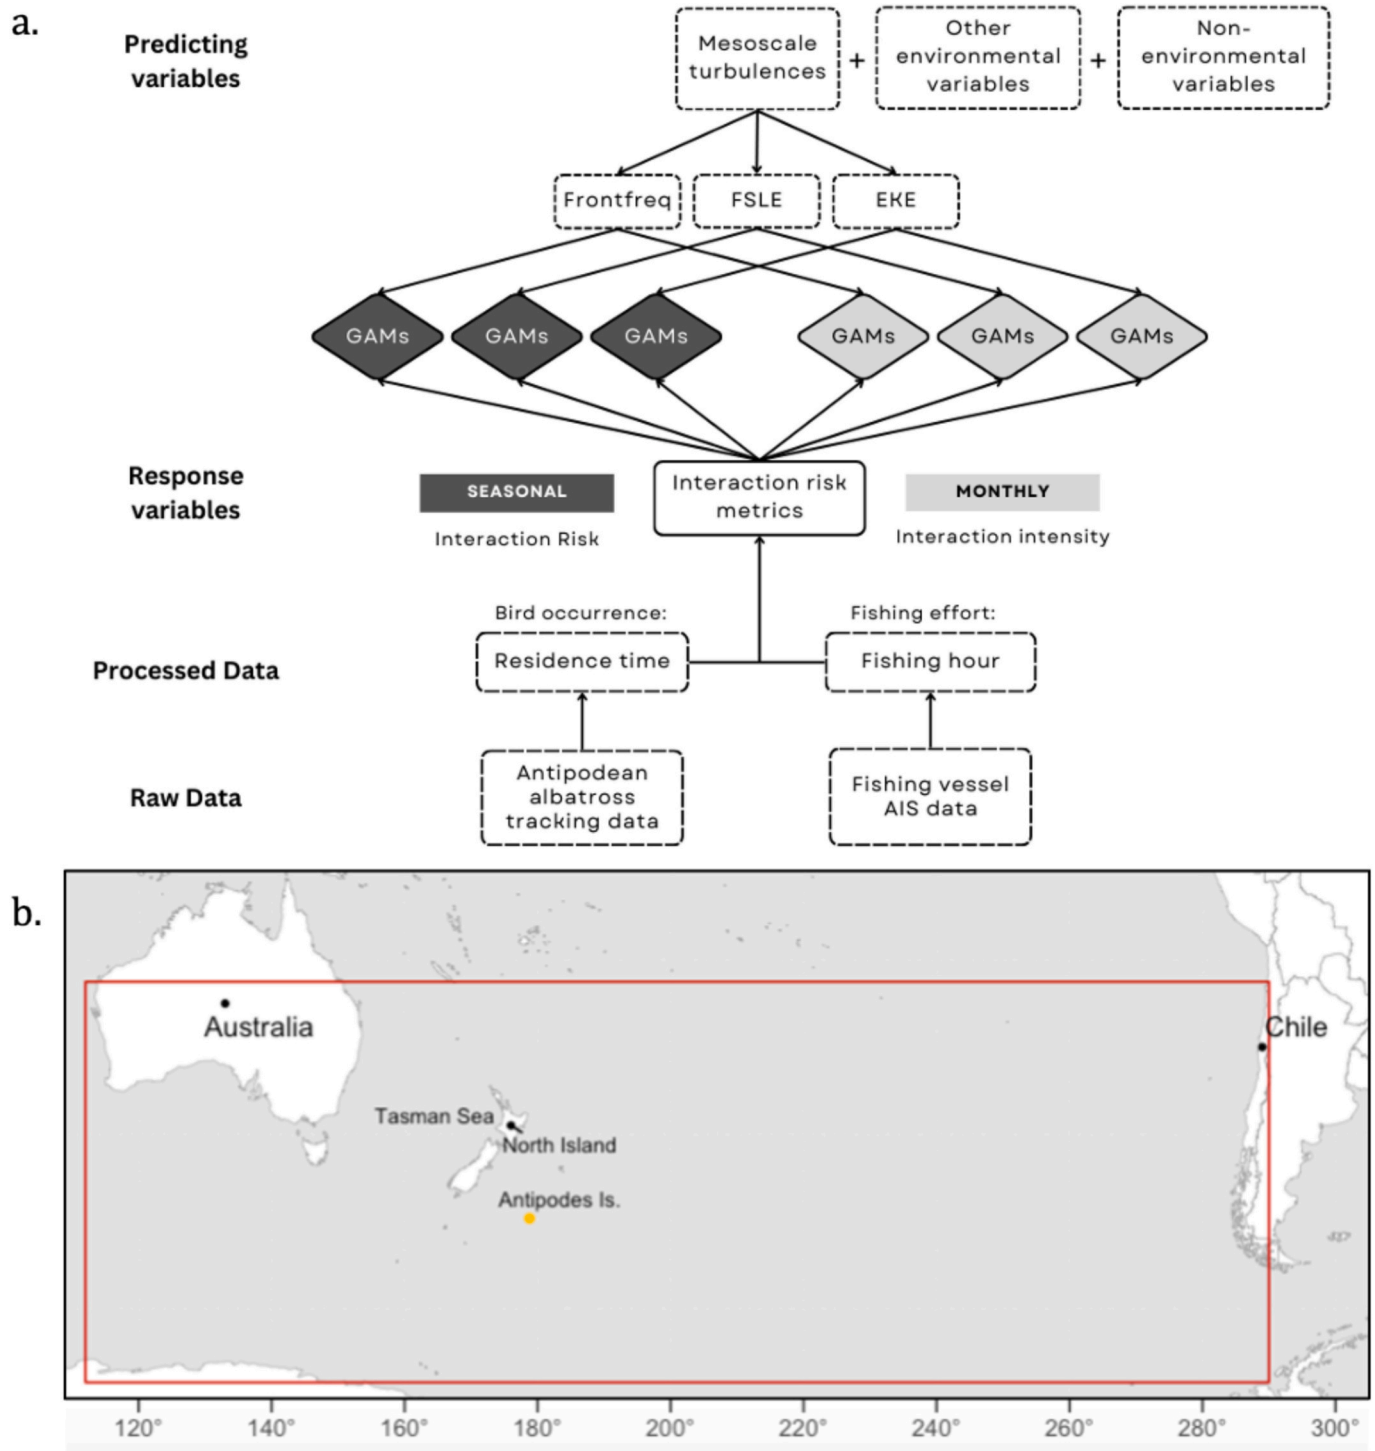 a.
Predicting
variables
Mesoscale
turbulences
+
Other
environmental
variables
+
Non-
environmental
variables
Frontfreq
FSLE
EKE
GAMs
GAMs
GAMs
GAMs
GAMs
GAMs
Response
variables
SEASONAL
Interaction Risk
Interaction risk
metrics
MONTHLY
Interaction intensity
Bird occurrence:
Fishing effort:
Processed Data
Residence time
Fishing hour
Raw Data
Antipodean
albatross
tracking data
Fishing vessel
AIS data
b.
Australia
Chile
Tasman Sea
North Island
Antipodes Is.
120°
140°
160°
180°
200°
220°
240°
260°
280°
300°